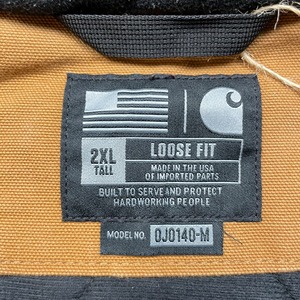 2XL
TALL
LOOSE FIT
MADE IN THE USA
OF IMPORTED PARTS
BUILT TO SERVE AND PROTECT
HARDWORKING PEOPLE
MODEL NO. OJ0140-M